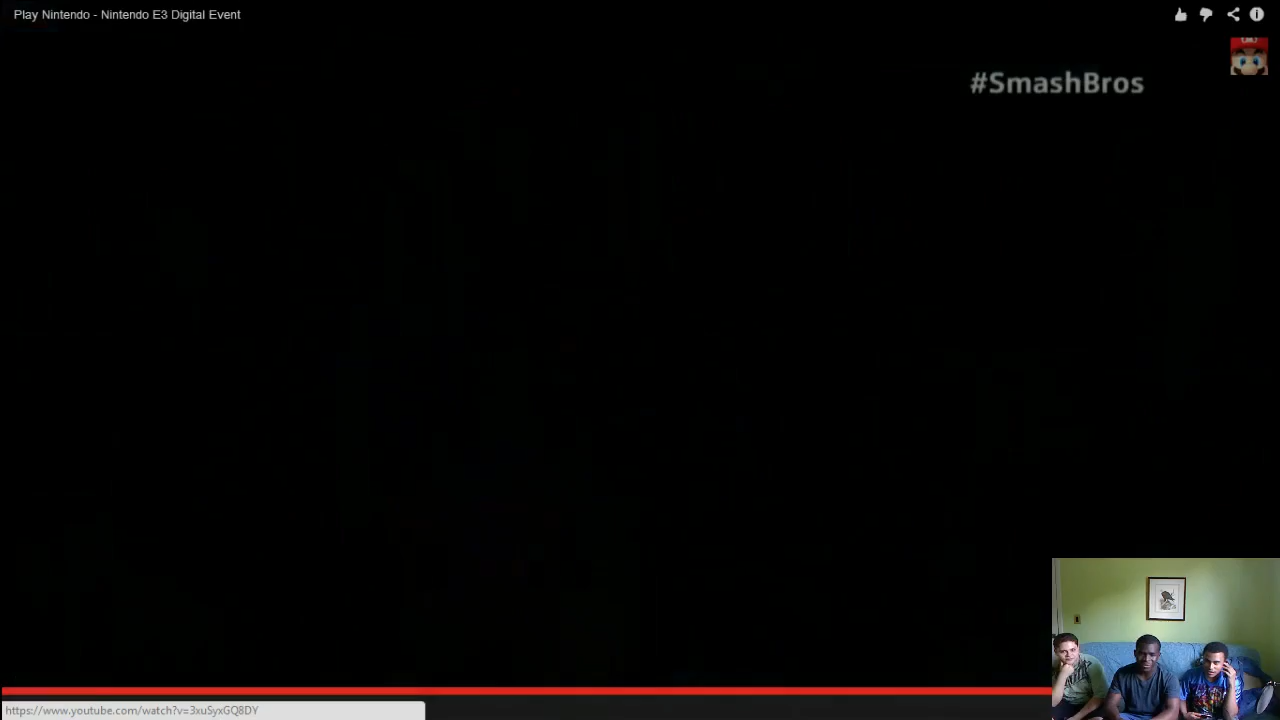 Play Nintendo - Nintendo E3 Digital Event
#SmashBros
https://www.youtube.com/watch?v=3xuSyxGQ8DY